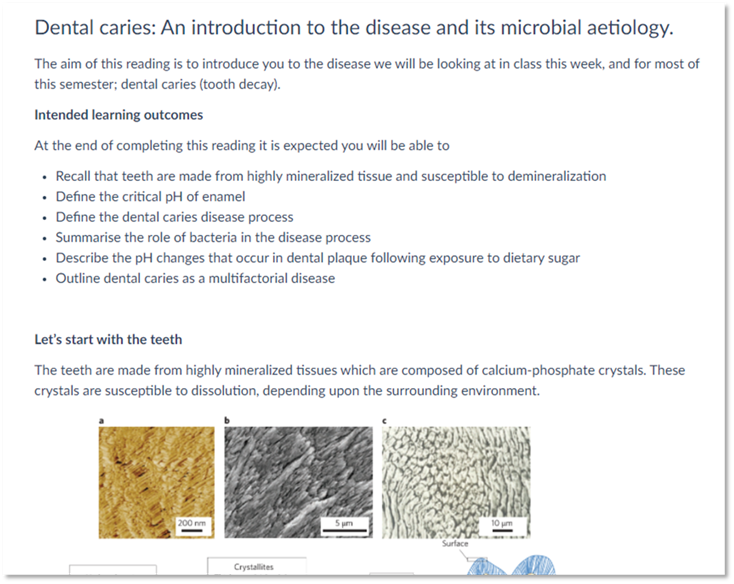 Dental caries: An introduction to the disease and its microbial aetiology.
The aim of this reading is to introduce you to the disease we will be looking at in class this week, and for most of
this semester; dental caries (tooth decay).
Intended learning outcomes
At the end of completing this reading it is expected you will be able to
• Recall that teeth are made from highly mineralized tissue and susceptible to demineralization
• Define the critical pH of enamel
• Define the dental caries disease process
• Summarise the role of bacteria in the disease process
• Describe the pH changes that occur in dental plaque following exposure to dietary sugar
• Outline dental caries as a multifactorial disease
Let's start with the teeth
The teeth are made from highly mineralized tissues which are composed of calcium-phosphate crystals. These
crystals are susceptible to dissolution, depending upon the surrounding environment.
a b c
200 nm 5 μm 10 μm
Surface
Crystallites